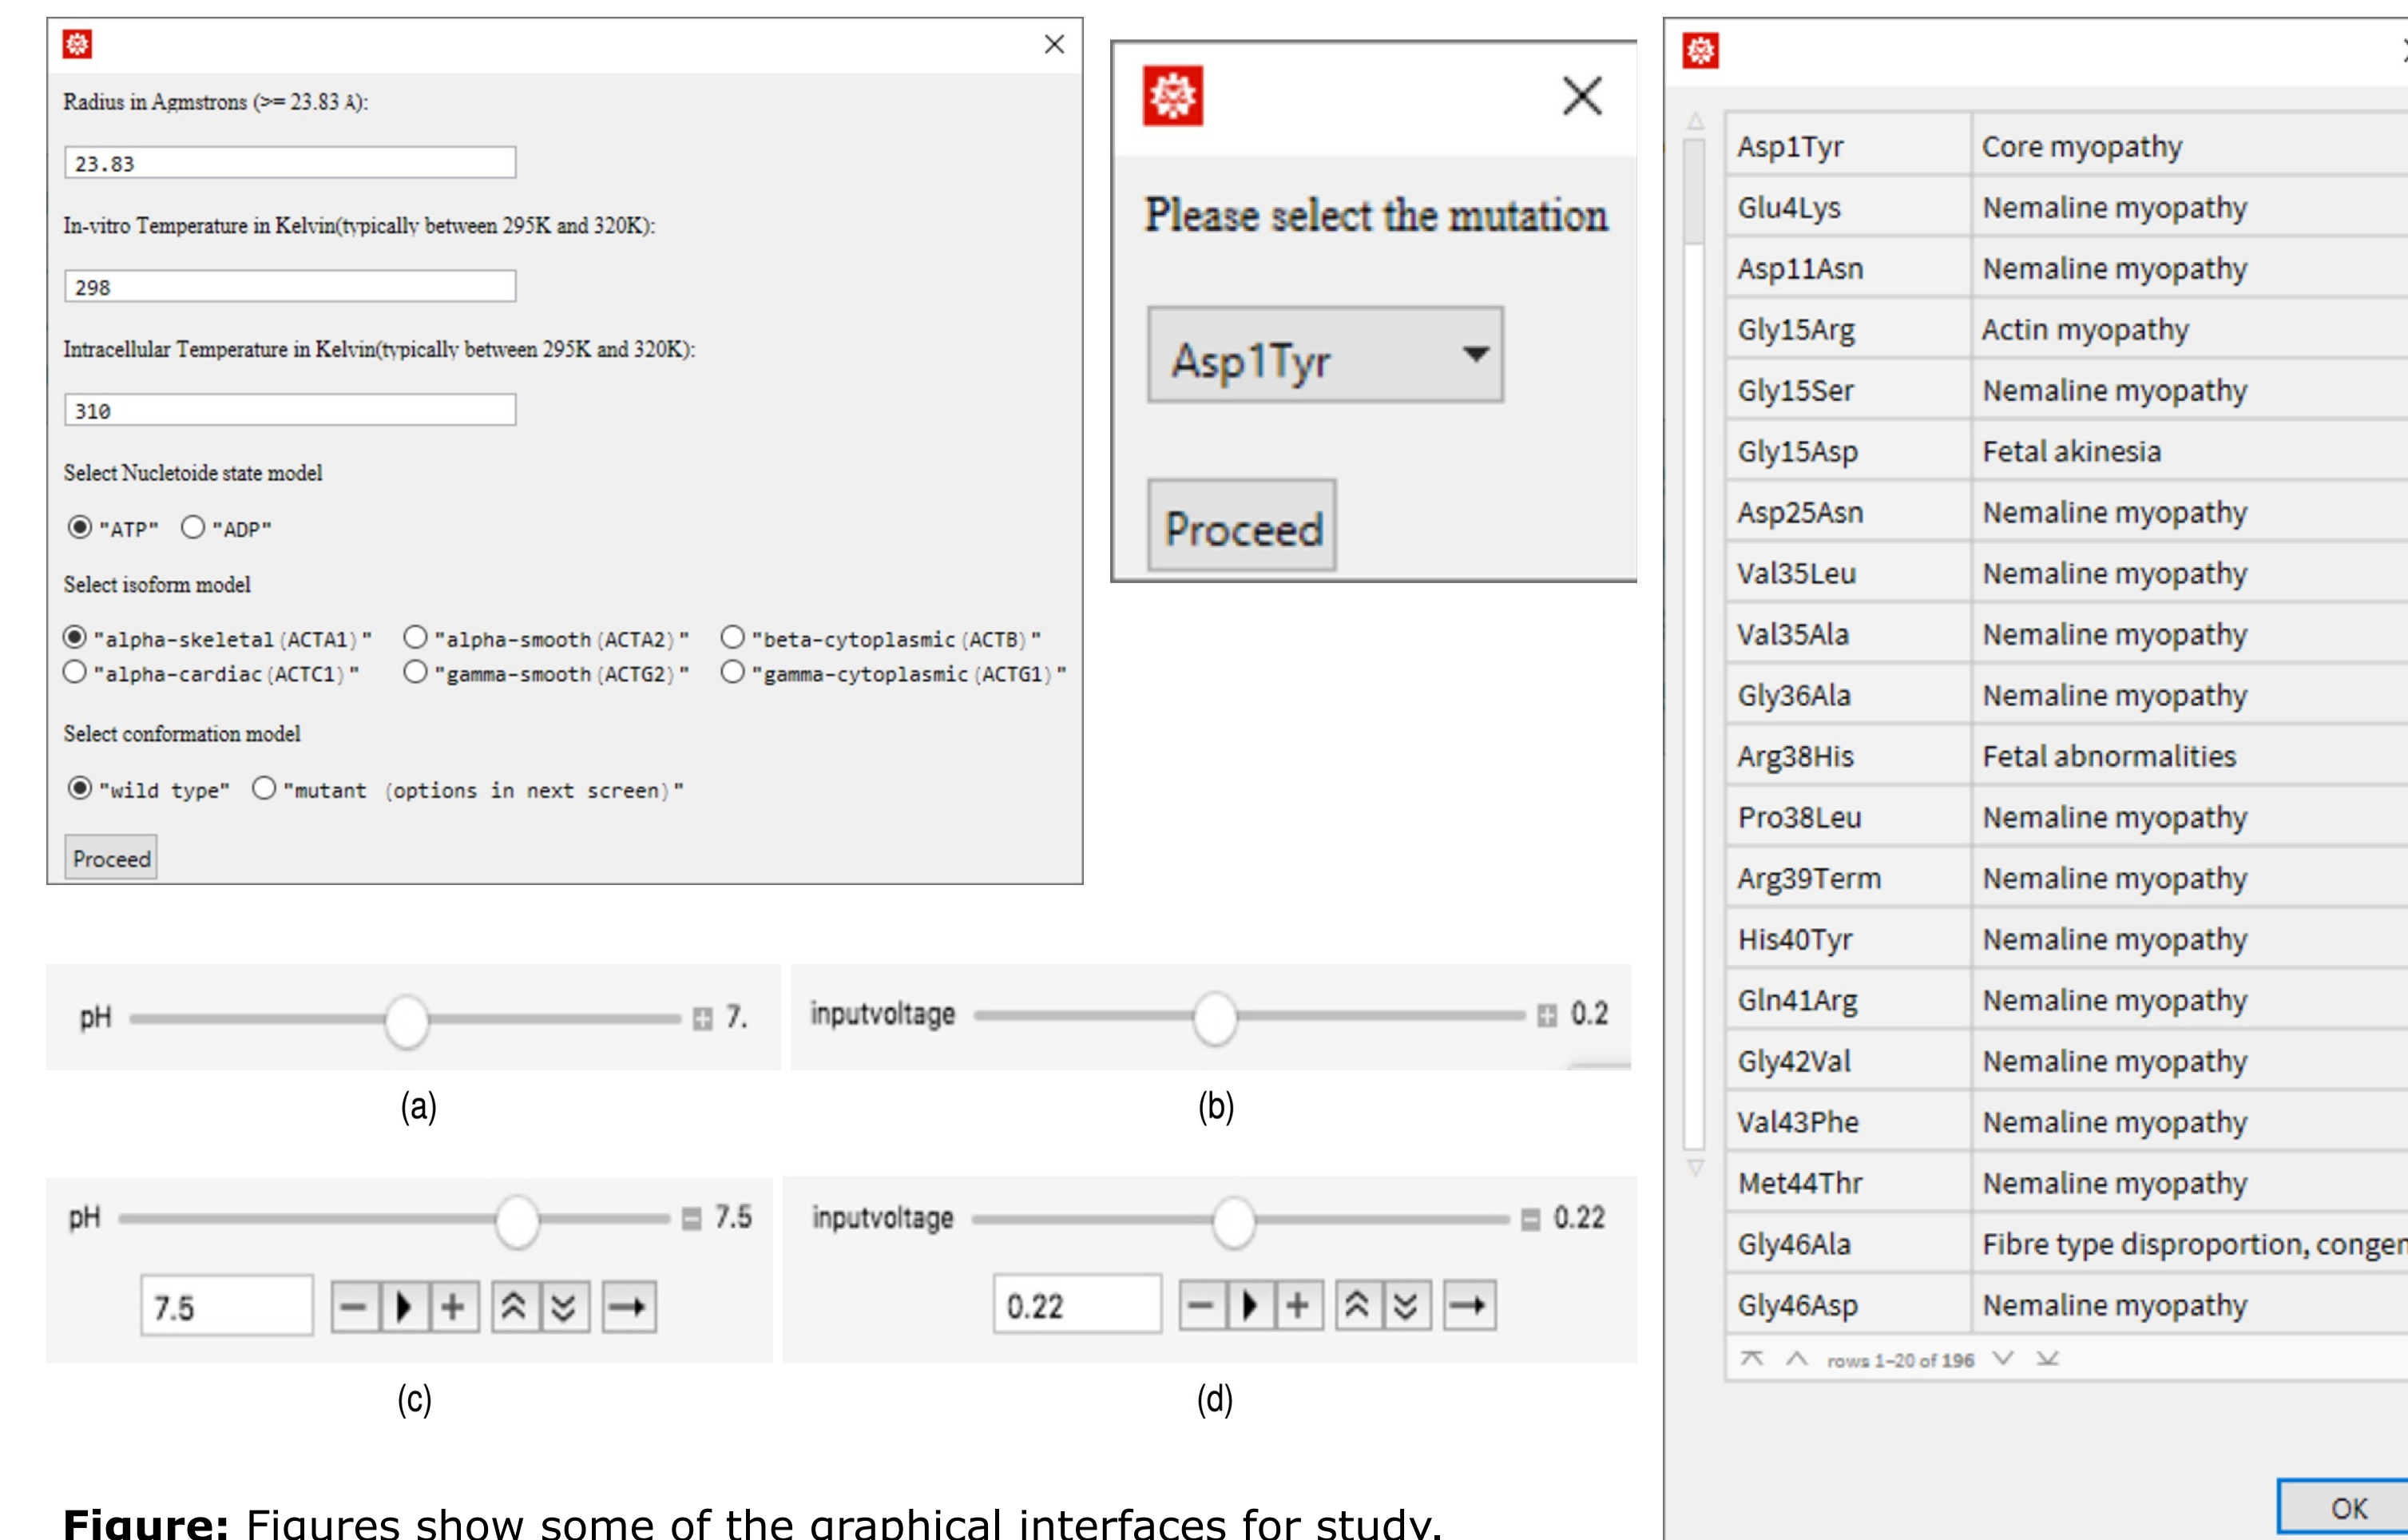 Radius in Agmstrons (>= 23.83 Å):
23.83
In-vitro Temperature in Kelvin(typically between 295K and 320K):
298
Intracellular Temperature in Kelvin(typically between 295K and 320K):
310
Select Nucletoide state model
"ATP" "ADP"
Select isoform model
"alpha-skeletal(ACTA1)" "alpha-smooth(ACTA2)" "beta-cytoplasmic(ACTB)"
"alpha-cardiac(ACTC1)" "gamma-smooth(ACTG2)" "gamma-cytoplasmic(ACTG1)"
Select conformation model
"wild type" "mutant (options in next screen)"
Proceed
Please select the mutation
Asp1Tyr
Proceed
Asp1Tyr Core myopathy
Glu4Lys Nemaline myopathy
Asp11Asn Nemaline myopathy
Gly15Arg Actin myopathy
Gly15Ser Nemaline myopathy
Gly15Asp Fetal akinesia
Asp25Asn Nemaline myopathy
Val35Leu Nemaline myopathy
Val35Ala Nemaline myopathy
Gly36Ala Nemaline myopathy
Arg38His Fetal abnormalities
Pro38Leu Nemaline myopathy
Arg39Term Nemaline myopathy
His40Tyr Nemaline myopathy
Gln41Arg Nemaline myopathy
Gly42Val Nemaline myopathy
Val43Phe Nemaline myopathy
Met44Thr Nemaline myopathy
Gly46Ala Fibre type disproportion, congen
Gly46Asp Nemaline myopathy
rows 1-20 of 196
OK
pH 7.
(a)
inputvoltage 0.2
(b)
pH 7.5
7.5
(c)
inputvoltage 0.22
0.22
(d)
Figure: Figures show some of the graphical interfaces for study.